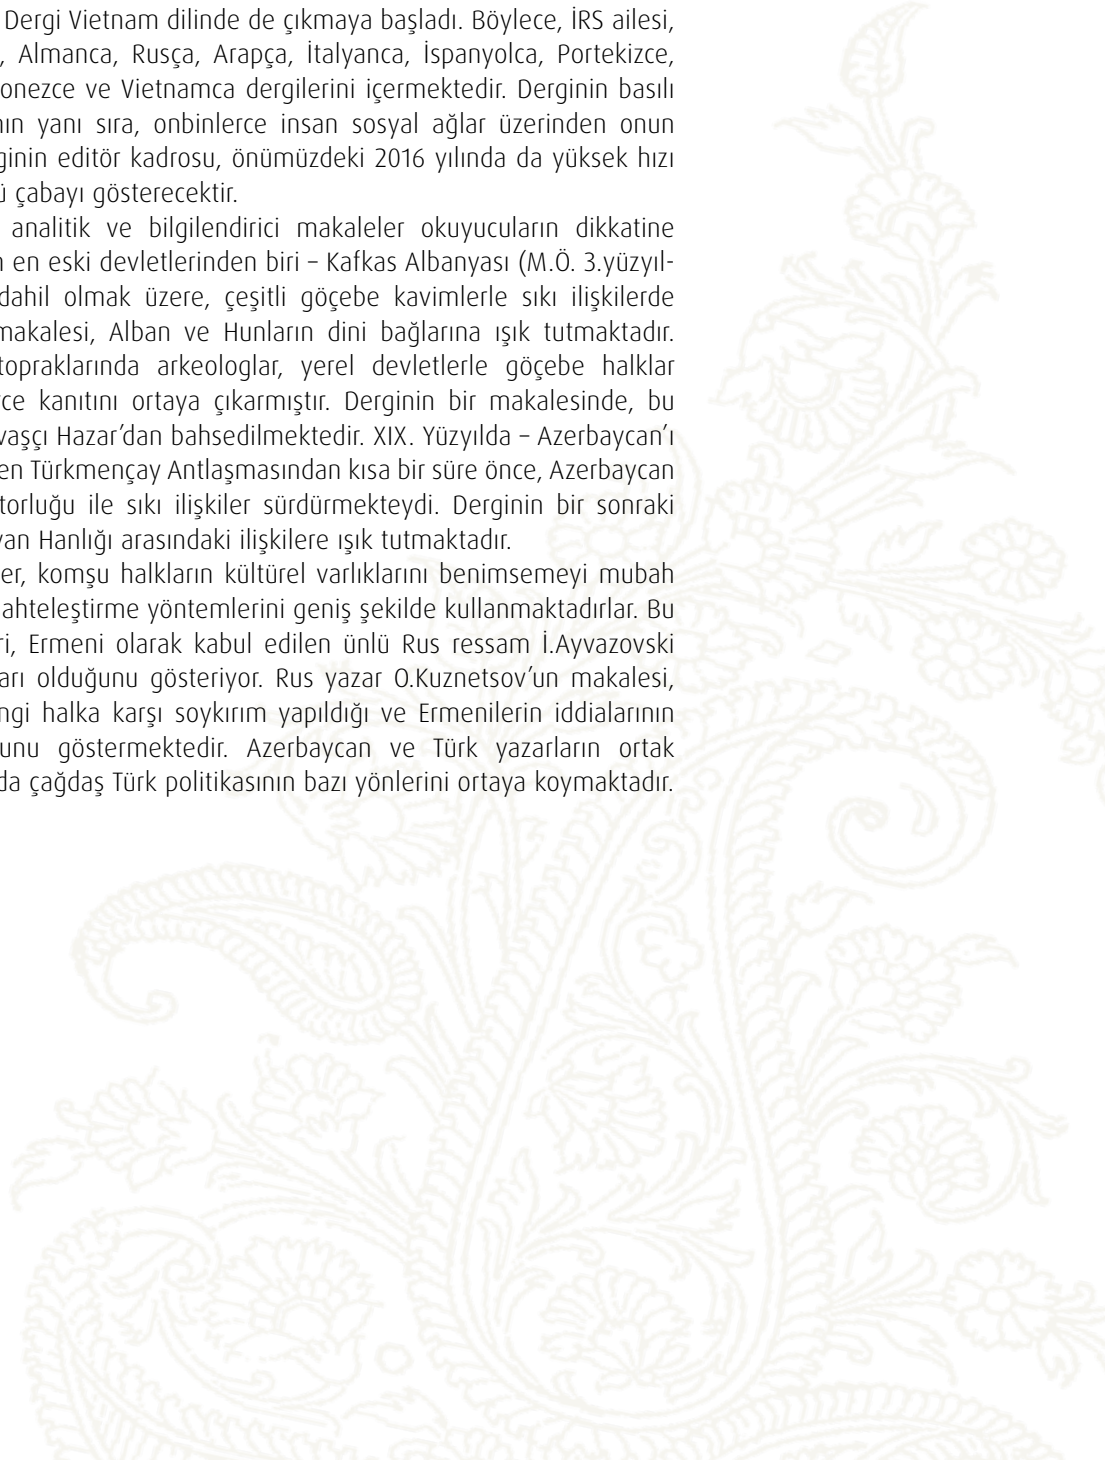 Dergi Vietnam dilinde de çıkmaya başladı. Böylece, İRS ailesi,
, Almanca, Rusça, Arapça, İtalyanca, İspanyolca, Portekizce,
onezce ve Vietnamca dergilerini içermektedir. Derginin basılı
nın yanı sıra, onbinlerce insan sosyal ağlar üzerinden onun
ginin editör kadrosu, önümüzdeki 2016 yılında da yüksek hızı
ü çabayı gösterecektir.
analitik ve bilgilendirici makaleler okuyucuların dikkatine
n en eski devletlerinden biri – Kafkas Albanyası (M.Ö. 3.yüzyıl-
dahil olmak üzere, çeşitli göçebe kavimlerle sıkı ilişkilerde
makalesi, Alban ve Hunların dini bağlarına ışık tutmaktadır.
topraklarında arkeologlar, yerel devletlerle göçebe halklar
rce kanıtını ortaya çıkarmıştır. Derginin bir makalesinde, bu
vaşçı Hazar’dan bahsedilmektedir. XIX. Yüzyılda – Azerbaycan’ı
en Türkmençay Antlaşmasından kısa bir süre önce, Azerbaycan
torluğu ile sıkı ilişkiler sürdürmekteydi. Derginin bir sonraki
van Hanlığı arasındaki ilişkilere ışık tutmaktadır.
er, komşu halkların kültürel varlıklarını benimsemeyi mubah
ahteleştirme yöntemlerini geniş şekilde kullanmaktadırlar. Bu
ri, Ermeni olarak kabul edilen ünlü Rus ressam İ.Ayvazovski
arı olduğunu gösteriyor. Rus yazar O.Kuznetsov’un makalesi,
ngi halka karşı soykırım yapıldığı ve Ermenilerin iddialarının
unu göstermektedir. Azerbaycan ve Türk yazarların ortak
da çağdaş Türk politikasının bazı yönlerini ortaya koymaktadır.